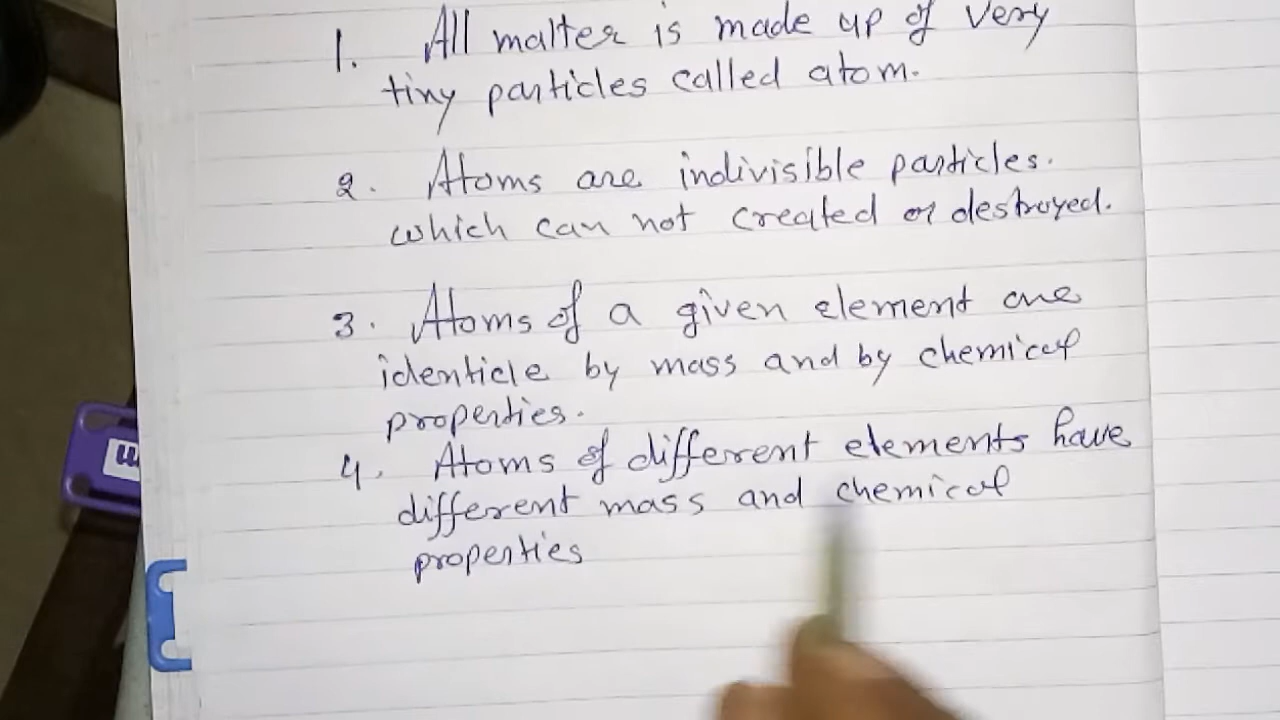 1. All malter is made up of very
tiny particles called atom.
2. Atoms are indivisible particles.
which can not created or destroyed.
3. Atoms of a given element are
identicle by mass and by chemical
properties.
4. Atoms of different elements have
different mass and chemical
properties